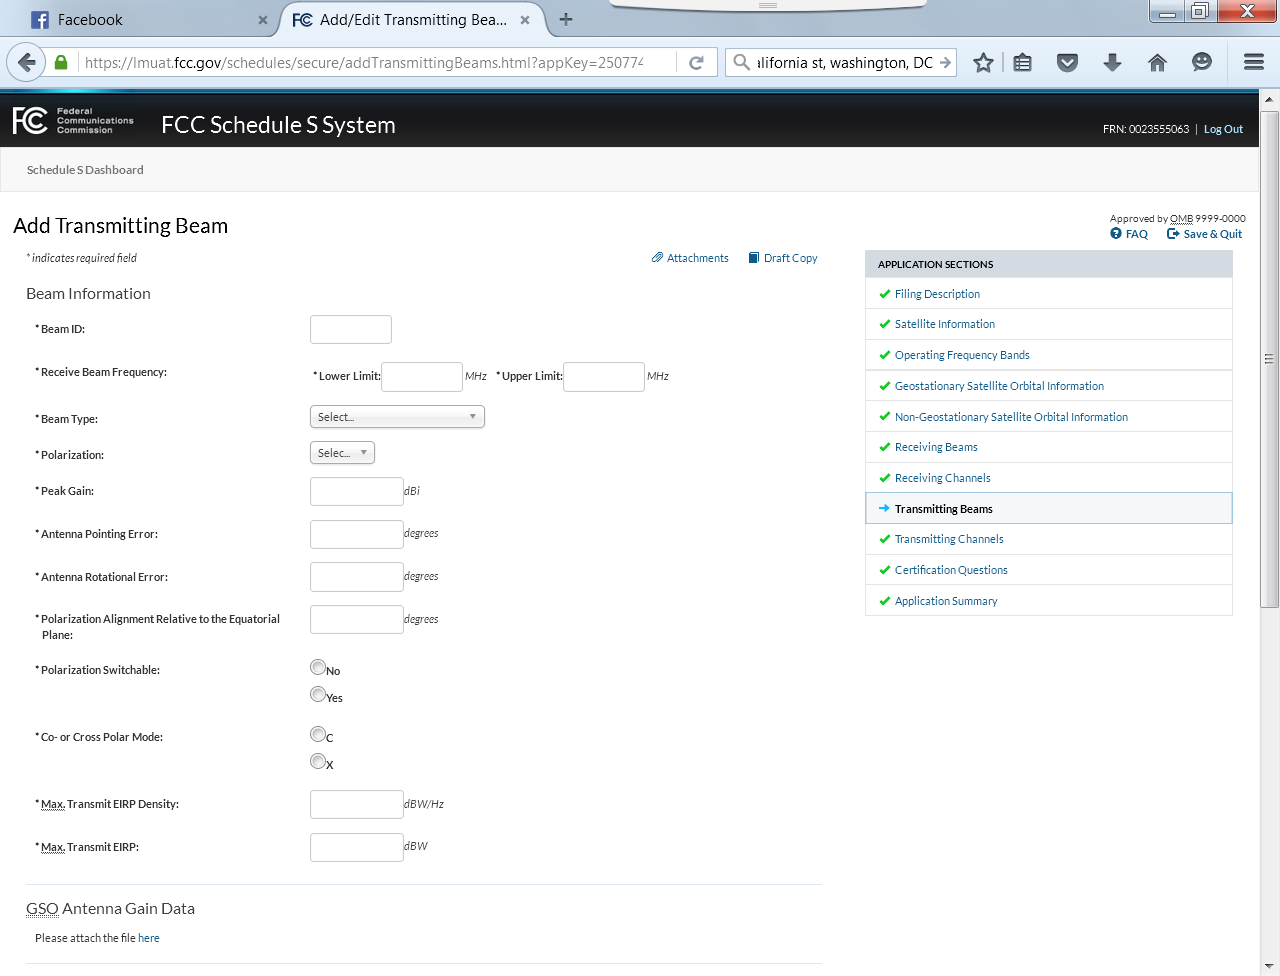 Facebook
FCC Add/Edit Transmitting Bea...
https://lmuat.fcc.gov/schedules/secure/addTransmittingBeams.html?appKey=250774
alifornia st, washington, DC
FCC Federal Communications Commission
FCC Schedule S System
FRN: 0023555063 | Log Out
Schedule S Dashboard
Add Transmitting Beam
Approved by OMB 9999-0000
FAQ Save & Quit
* indicates required field
Attachments Draft Copy
Beam Information
* Beam ID:
* Receive Beam Frequency: * Lower Limit: MHz * Upper Limit: MHz
* Beam Type: Select...
* Polarization: Selec...
* Peak Gain: dBi
* Antenna Pointing Error: degrees
* Antenna Rotational Error: degrees
* Polarization Alignment Relative to the Equatorial degrees
Plane:
* Polarization Switchable: No
Yes
* Co- or Cross Polar Mode: C
X
* Max. Transmit EIRP Density: dBW/Hz
* Max. Transmit EIRP: dBW
GSO Antenna Gain Data
Please attach the file here
APPLICATION SECTIONS
Filing Description
Satellite Information
Operating Frequency Bands
Geostationary Satellite Orbital Information
Non-Geostationary Satellite Orbital Information
Receiving Beams
Receiving Channels
Transmitting Beams
Transmitting Channels
Certification Questions
Application Summary